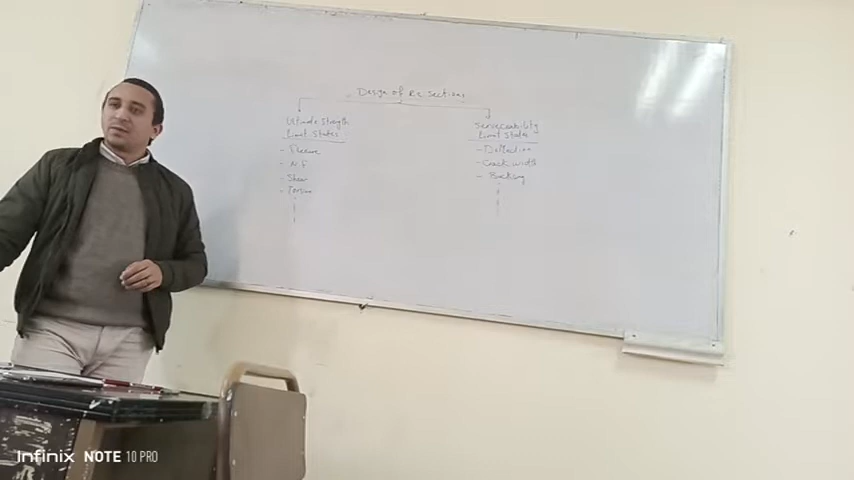 Design of RC sections
Ultimate Strength
Limit States
- Flexure
- N.F
- Shear
- Torsion
Serviceability
Limit States
- Deflection
- Crack width
- Buckling
Infinix NOTE 10 PRO